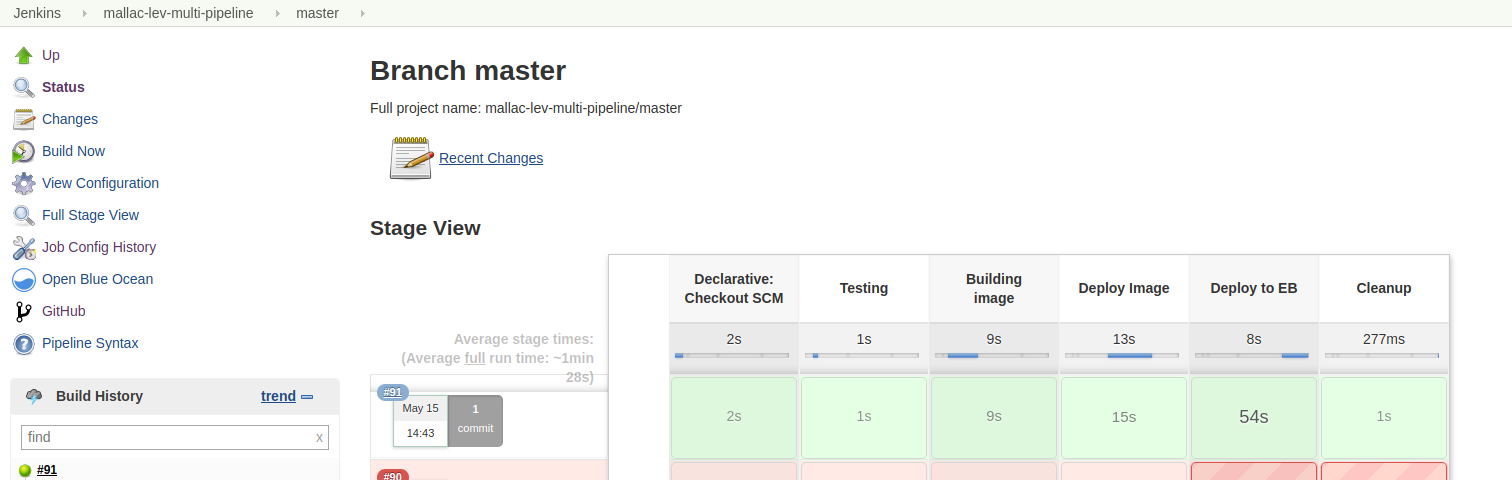 Jenkins
mallac-lev-multi-pipeline
master
Up
Status
Changes
Build Now
View Configuration
Full Stage View
Job Config History
Open Blue Ocean
GitHub
Pipeline Syntax
Build History
trend
find
x
#91
Branch master
Full project name: mallac-lev-multi-pipeline/master
Recent Changes
Stage View
Declarative:
Checkout SCM
Testing
Building
image
Deploy Image
Deploy to EB
Cleanup
Average stage times:
(Average full run time: ~1min
28s)
2s
1s
9s
13s
8s
277ms
#91
May 15
14:43
1
commit
2s
1s
9s
15s
54s
1s
#90